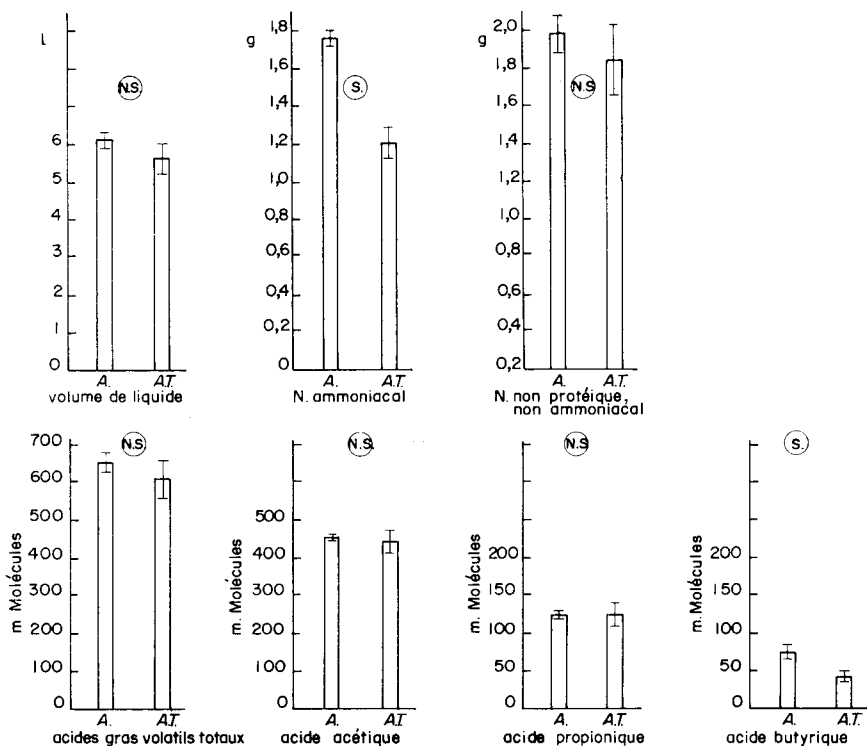 l
N.S
6
5
4
3
2
1
0
A. A.T.
volume de liquide
g
1,8
1,6
1,4
1,2
1,0
0,8
0,6
0,4
0,2
0
S.
A. A.T.
N. ammoniacal
g
2,0
1,8
1,6
1,4
1,2
1,0
0,8
0,6
0,4
0,2
N.S
A. A.T.
N. non protéique,
non ammoniacal
m. Molécules
700
600
500
400
300
200
100
0
N.S
A. A.T.
acides gras volatils totaux
m. Molécules
500
400
300
200
100
0
N.S.
A. A.T.
acide acétique
m. Molécules
200
150
100
50
0
N.S
A. A.T.
acide propionique
m. Molécules
200
150
100
50
0
S.
A. A.T.
acide butyrique